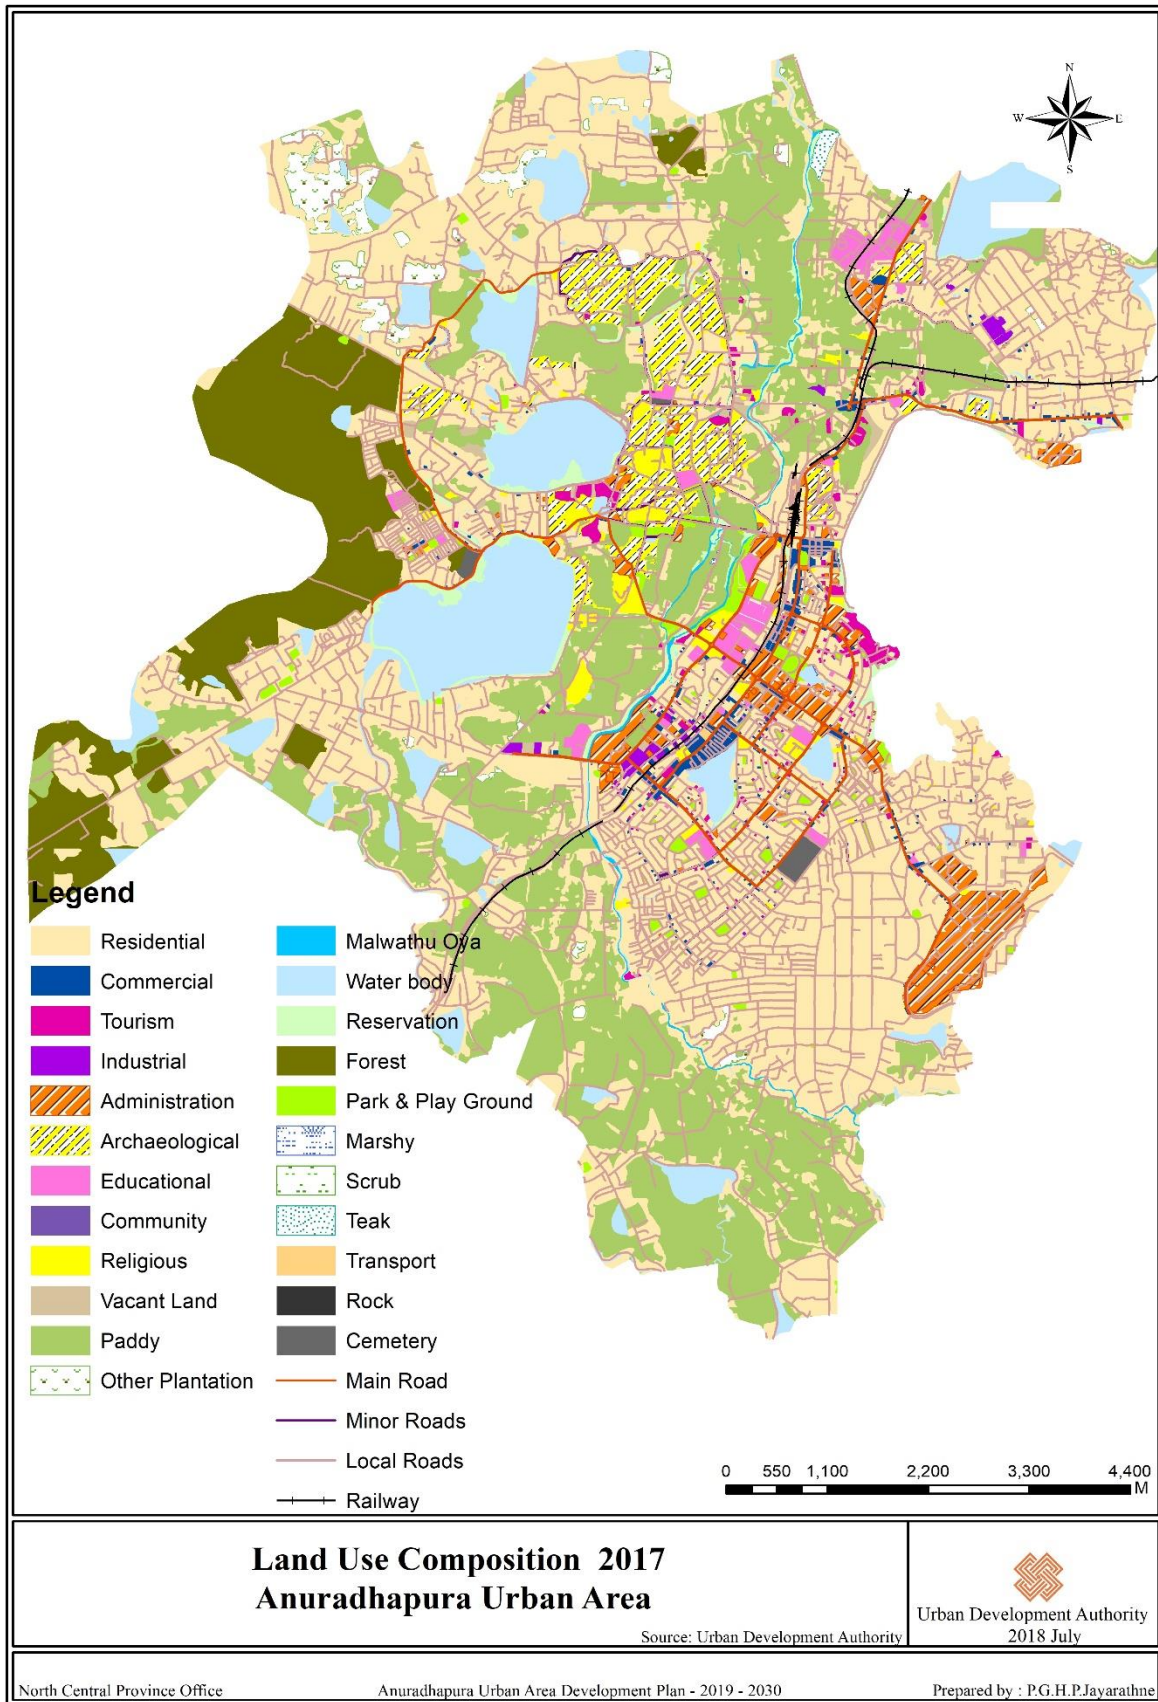 N
W
E
S
Legend
Residential
Commercial
Tourism
Industrial
Administration
Archaeological
Educational
Community
Religious
Vacant Land
Paddy
Other Plantation
Malwathu Oya
Water body
Reservation
Forest
Park & Play Ground
Marshy
Scrub
Teak
Transport
Rock
Cemetery
Main Road
Minor Roads
Local Roads
Railway
0 550 1,100 2,200 3,300 4,400
M
Land Use Composition 2017
Anuradhapura Urban Area
Source: Urban Development Authority
Urban Development Authority
2018 July
North Central Province Office
Anuradhapura Urban Area Development Plan - 2019 - 2030
Prepared by : P.G.H.P.Jayarathne